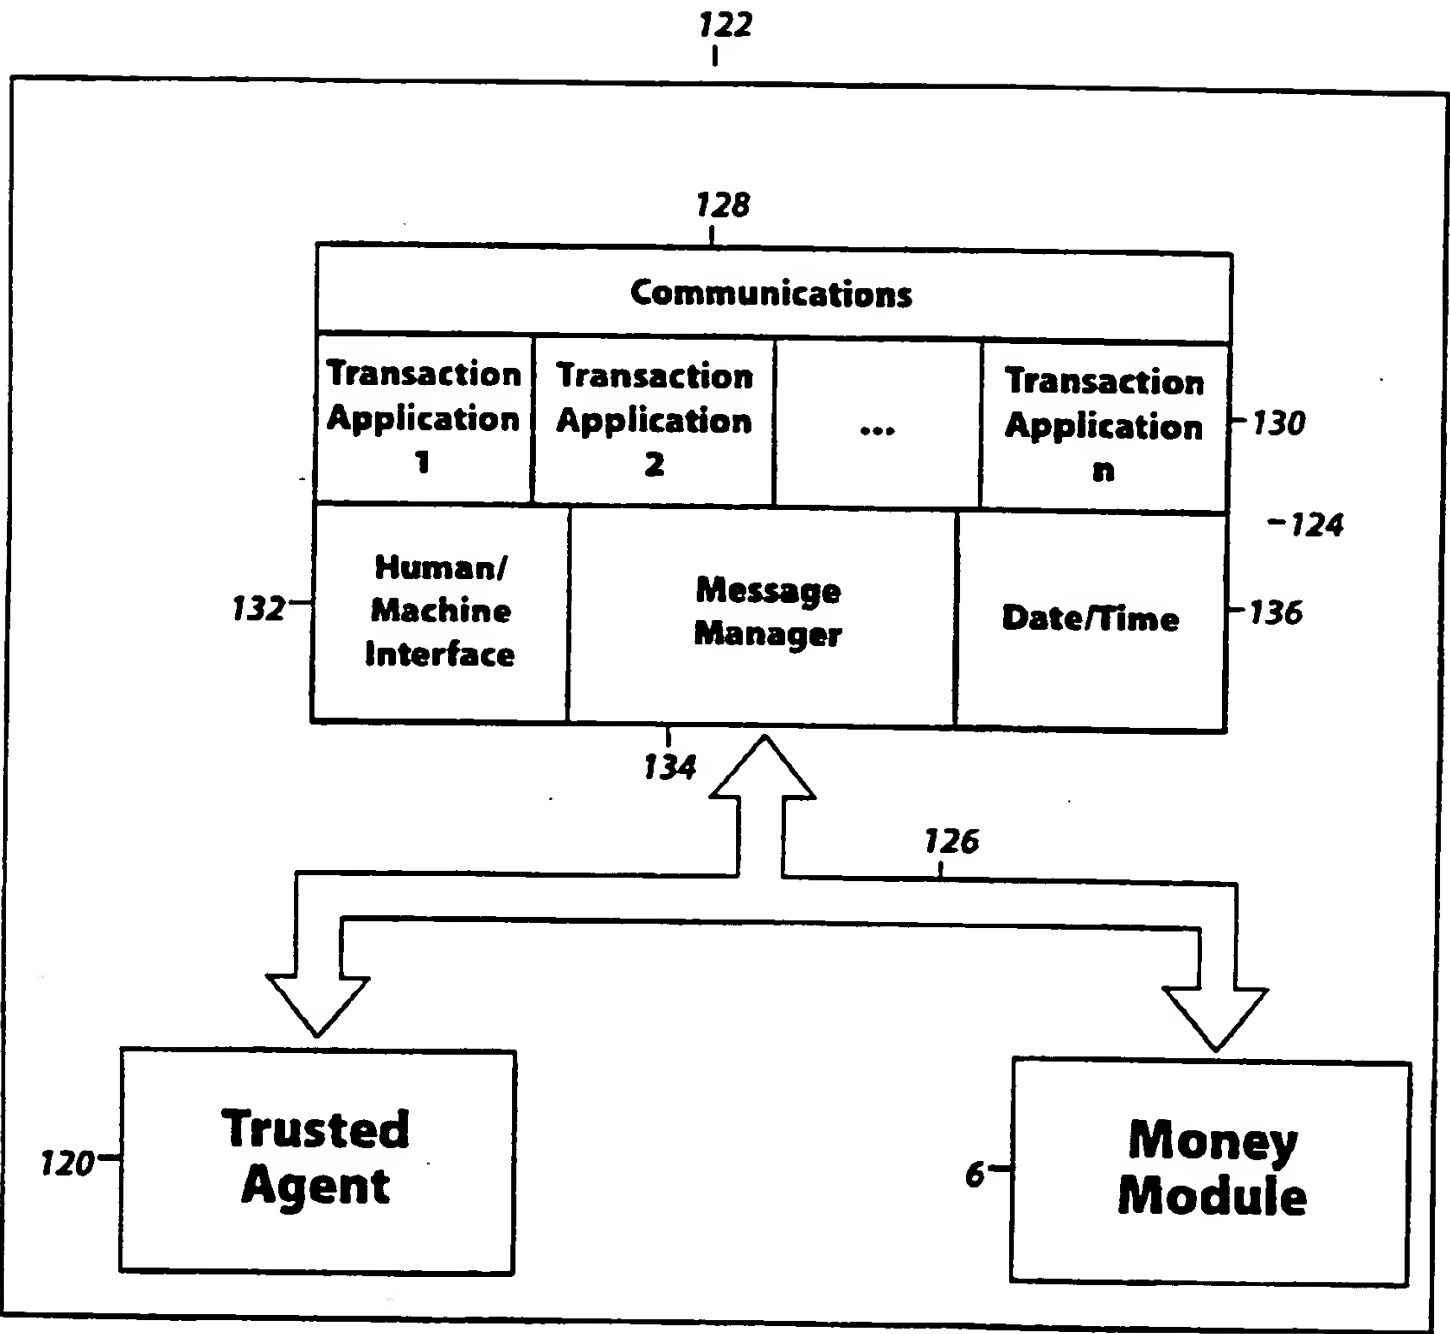 122
128
Communications
Transaction
Application
1
Transaction
Application
2
...
Transaction
Application
n
130
124
132
Human/
Machine
Interface
Message
Manager
Date/Time
136
134
126
120
Trusted
Agent
6
Money
Module